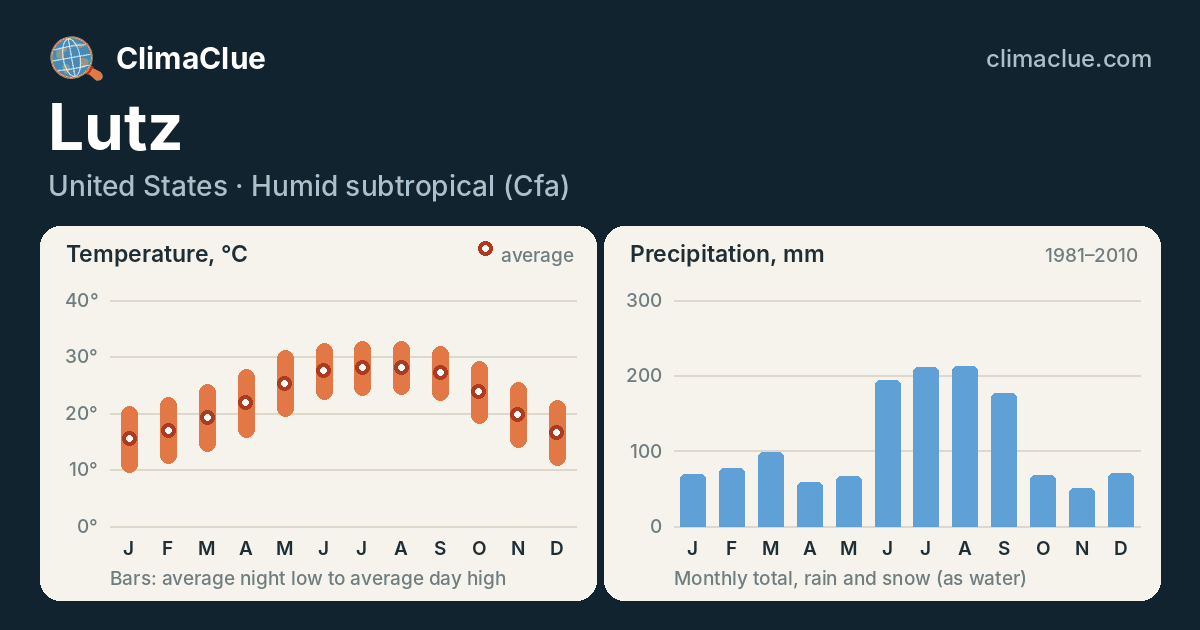 ClimaClue
climaclue.com
Lutz
United States · Humid subtropical (Cfa)
Temperature, °C
average
40°
30°
20°
10°
0°
J F M A M J J A S O N D
Bars: average night low to average day high
Precipitation, mm
1981–2010
300
200
100
0
J F M A M J J A S O N D
Monthly total, rain and snow (as water)